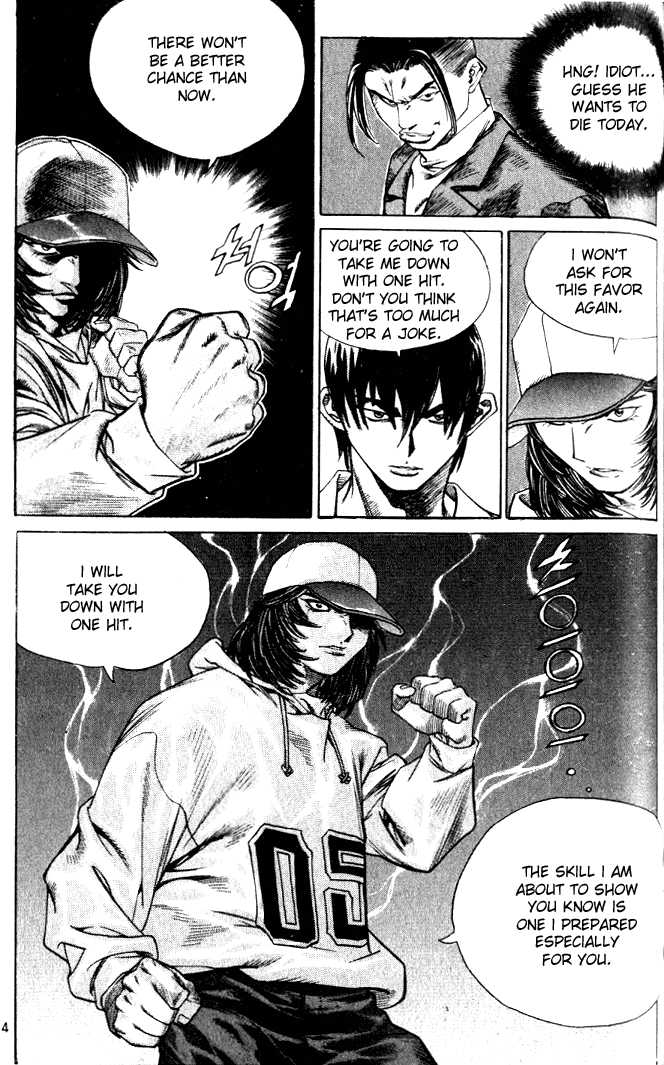 THERE WON'T
BE A BETTER
CHANCE THAN
NOW.
HNG! IDIOT...
GUESS HE
WANTS TO
DIE TODAY.
YOU'RE GOING TO
TAKE ME DOWN
WITH ONE HIT.
DON'T YOU THINK
THAT'S TOO MUCH
FOR A JOKE.
I WON'T
ASK FOR
THIS FAVOR
AGAIN.
I WILL
TAKE YOU
DOWN WITH
ONE HIT.
05
THE SKILL I AM
ABOUT TO SHOW
YOU KNOW IS
ONE I PREPARED
ESPECIALLY
FOR YOU.
4